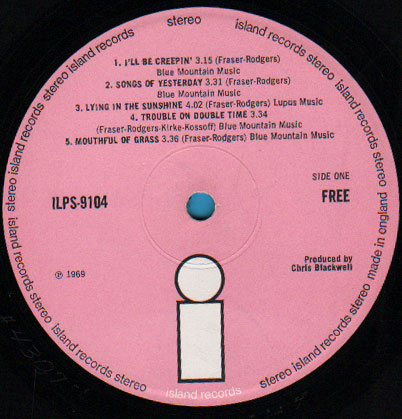 stereo island records stereo island records stereo island records stereo island records stereo
stereo
island records stereo
made in england
island records stereo
1. I'LL BE CREEPIN' 3.15 (Fraser-Rodgers)
Blue Mountain Music
2. SONGS OF YESTERDAY 3.31 (Fraser-Rodgers)
Blue Mountain Music
3. LYING IN THE SUNSHINE 4.02 (Fraser-Rodgers) Lupus Music
4. TROUBLE ON DOUBLE TIME 3.34
(Fraser-Rodgers-Kirke-Kossoff) Blue Mountain Music
5. MOUTHFUL OF GRASS 3.36 (Fraser-Rodgers) Blue Mountain Music
SIDE ONE
ILPS-9104
FREE
℗ 1969
Produced by
Chris Blackwell
i
island records